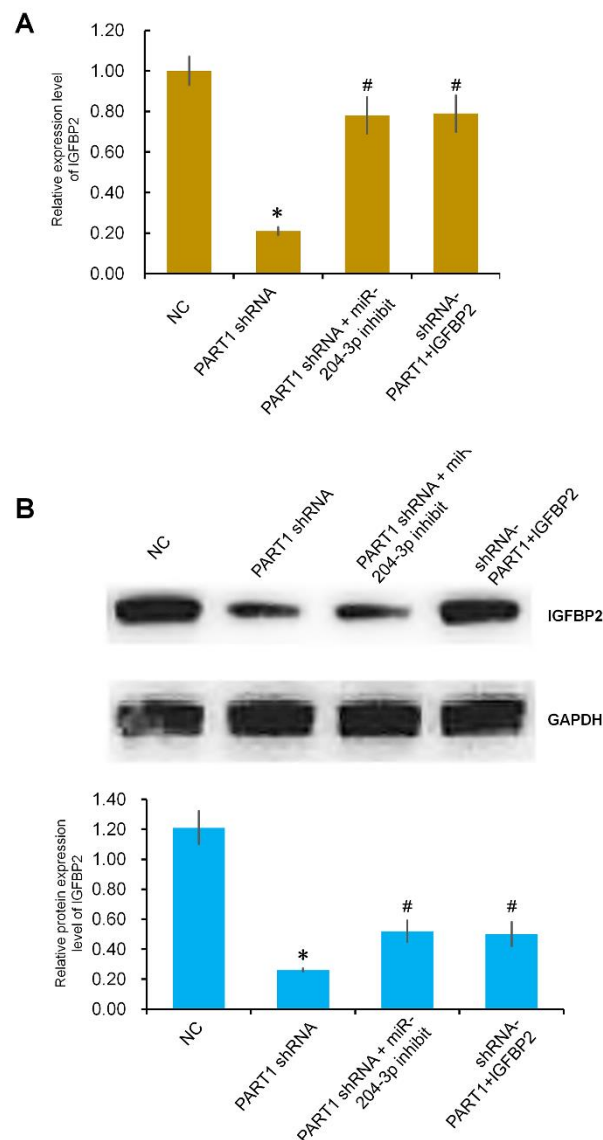 A
Relative expression level
of IGFBP2
1.00
0.80
0.60
0.40
0.20
0.00
*
#
#
NC
PART1 shRNA
PART1 shRNA + miR-
204-3p inhibit
shRNA-
PART1+IGFBP2
B
NC
PART1 shRNA
PART1 shRNA + miR
204-3p inhibit
shRNA-
PART1+IGFBP2
IGFBP2
GAPDH
Relative protein expression
level of IGFBP2
1.40
1.20
1.00
0.80
0.60
0.40
0.20
0.00
*
#
#
NC
PART1 shRNA
PART1 shRNA + miR-
204-3p inhibit
shRNA-
PART1+IGFBP2